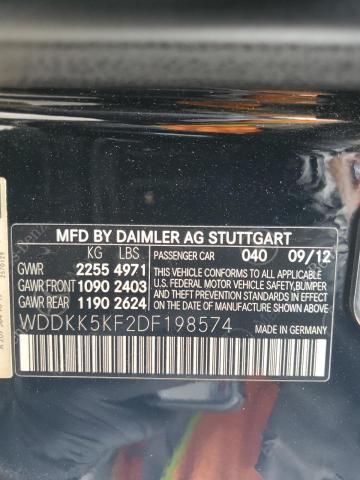 MFD BY DAIMLER AG STUTTGART
KG LBS PASSENGER CAR 040 09/12
GWR 2255 4971
GAWR FRONT 1090 2403
GAWR REAR 1190 2624
THIS VEHICLE CONFORMS TO ALL APPLICABLE
U.S. FEDERAL MOTOR VEHICLE SAFETY,
BUMPER, AND THEFT PREVENTION STANDARDS
IN EFFECT ON THE DATE OF
MANUFACTURE SHOWN ABOVE.
WDDKK5KF2DF198574 MADE IN GERMANY